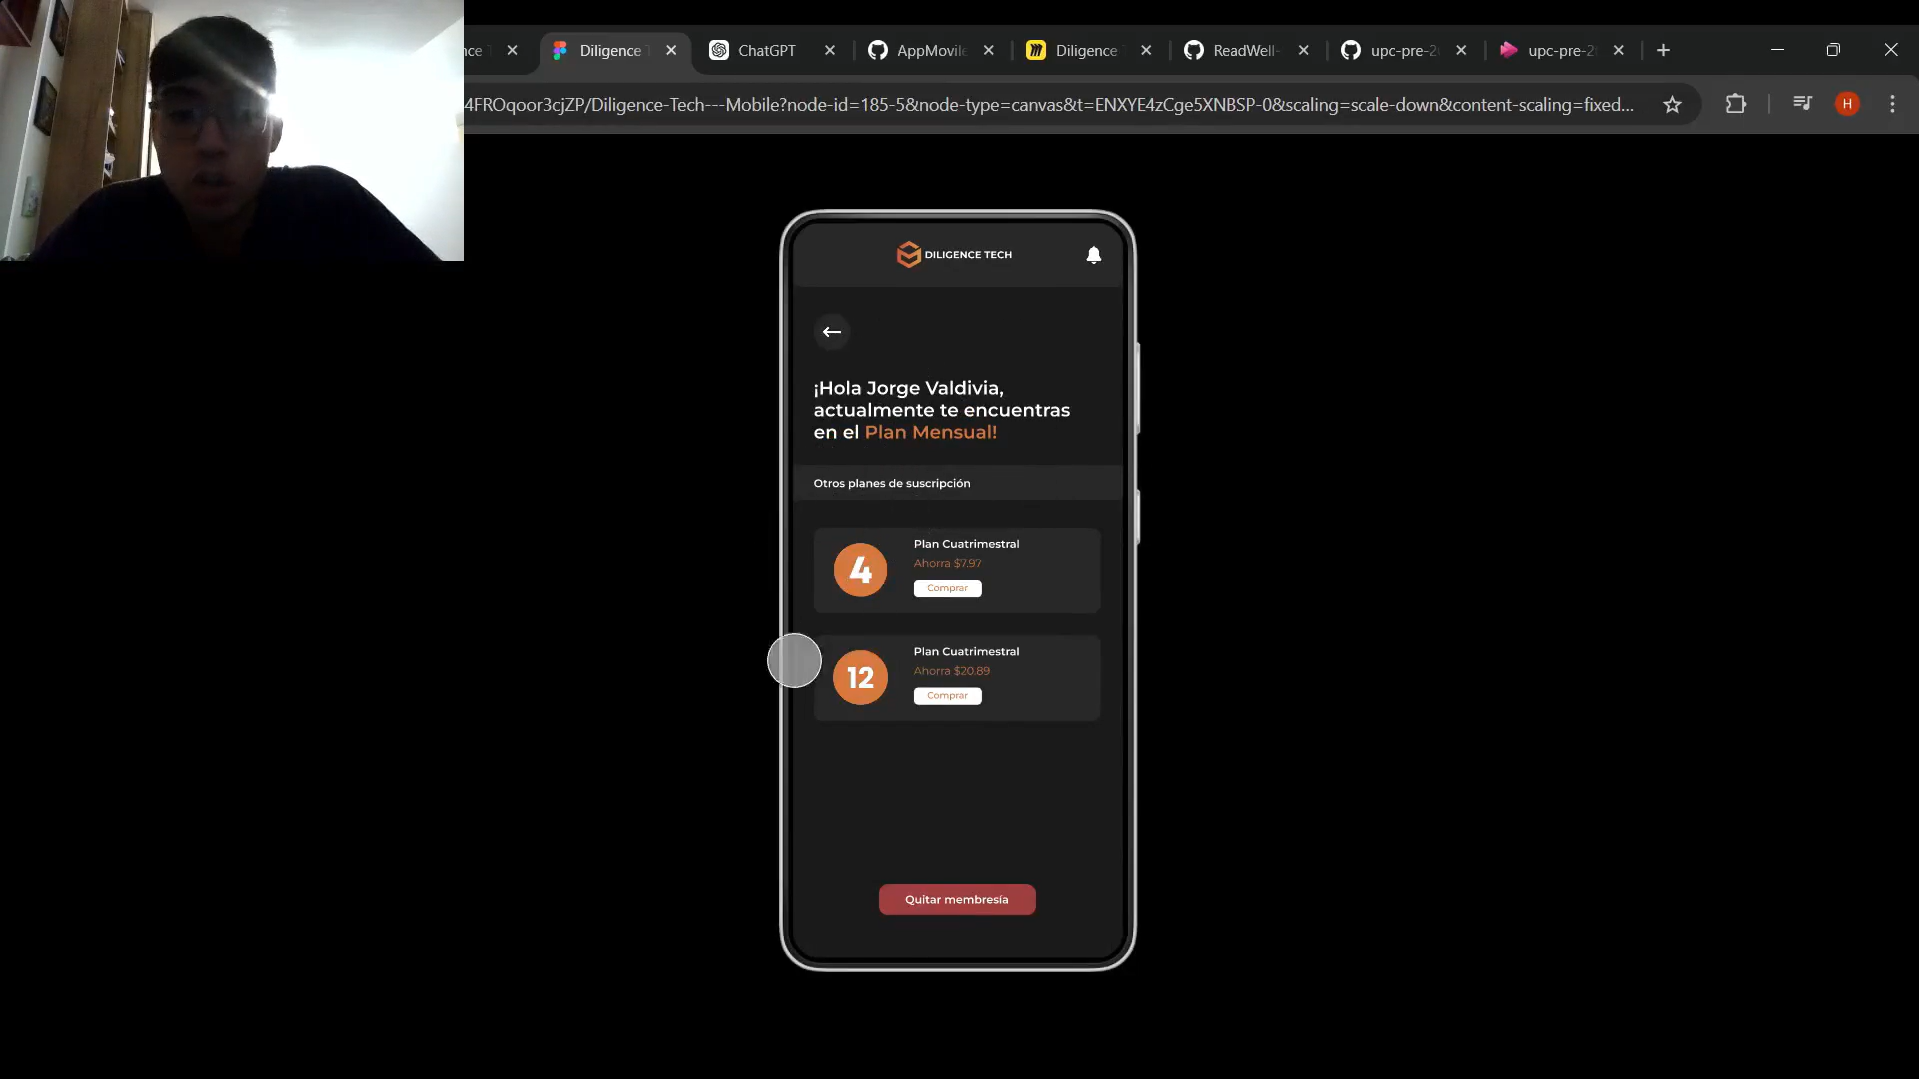 nce T
Diligence T
ChatGPT
AppMovile
Diligence T
ReadWell-
upc-pre-2
upc-pre-2
4FROqoor3cjZP/Diligence-Tech---Mobile?node-id=185-5&node-type=canvas&t=ENXYE4zCge5XNBSP-0&scaling=scale-down&content-scaling=fixed...
H
DILIGENCE TECH
¡Hola Jorge Valdivia,
actualmente te encuentras
en el Plan Mensual!
Otros planes de suscripción
4
Plan Cuatrimestral
Ahorra $7.97
Comprar
12
Plan Cuatrimestral
Ahorra $20.89
Comprar
Quitar membresía